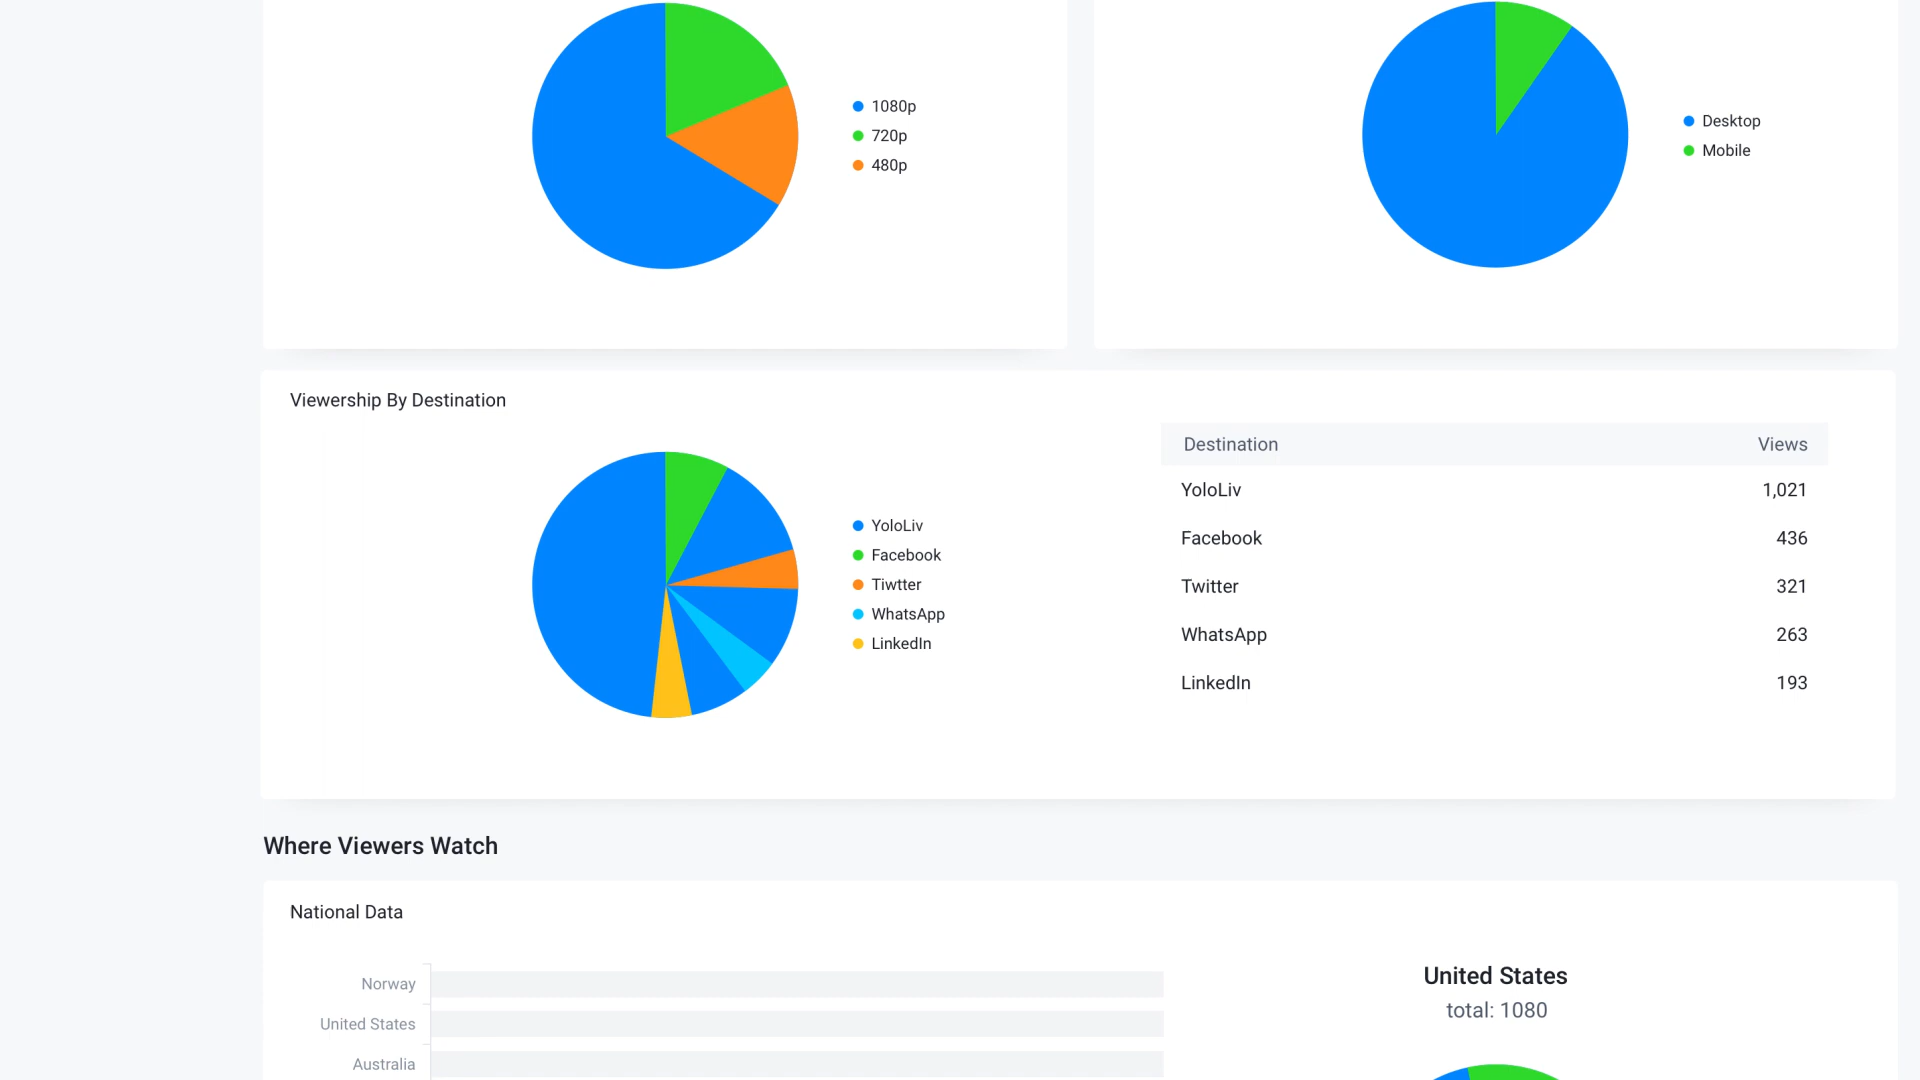 1080p
720p
480p
Desktop
Mobile
Viewership By Destination
YoloLiv
Facebook
Tiwtter
WhatsApp
LinkedIn
Destination Views
YoloLiv 1,021
Facebook 436
Twitter 321
WhatsApp 263
LinkedIn 193
Where Viewers Watch
National Data
Norway
United States
Australia
United States
total: 1080